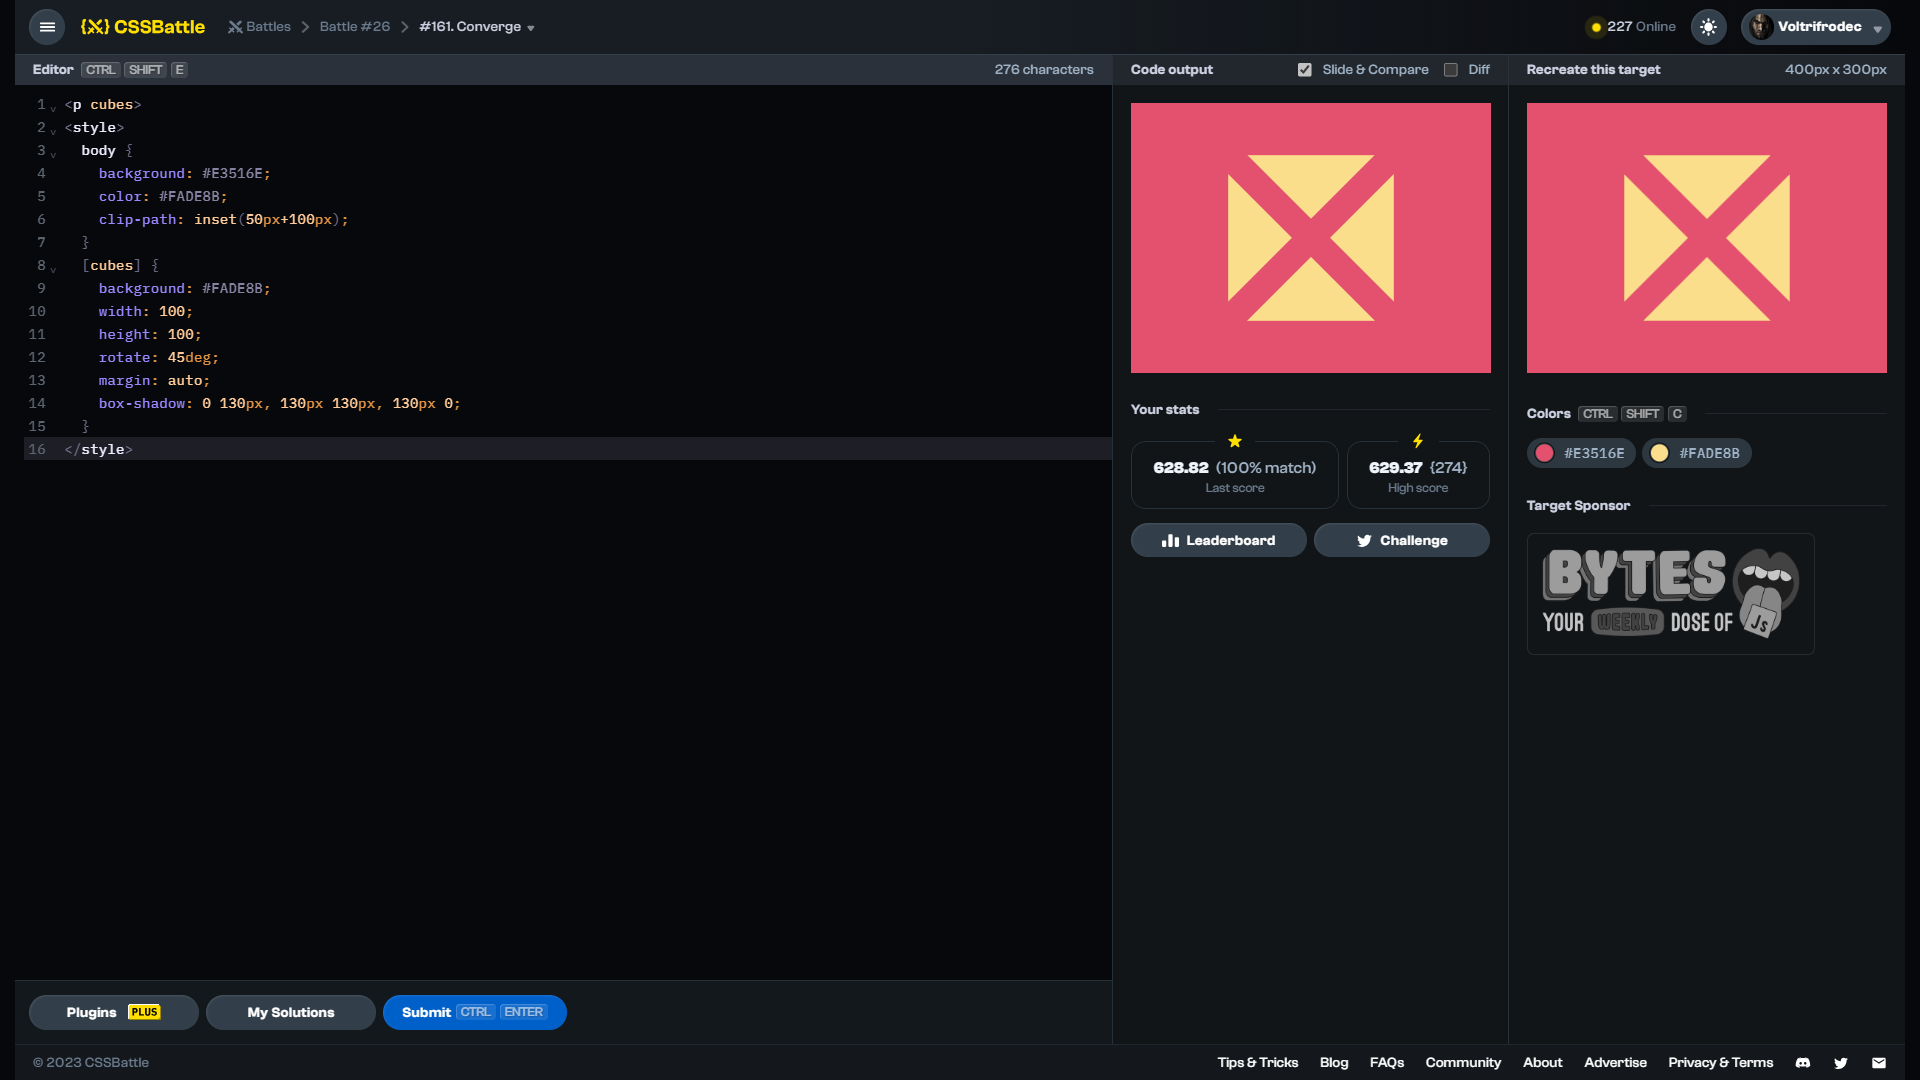 {X} CSSBattle
Battles
Battle #26
#161. Converge
227 Online
Voltrifrodec
Editor CTRL SHIFT E
276 characters
1 <p cubes>
2 <style>
3 body {
4 background: #E3516E;
5 color: #FADE8B;
6 clip-path: inset(50px+100px);
7 }
8 [cubes] {
9 background: #FADE8B;
10 width: 100;
11 height: 100;
12 rotate: 45deg;
13 margin: auto;
14 box-shadow: 0 130px, 130px 130px, 130px 0;
15 }
16 </style>
Plugins PLUS
My Solutions
Submit CTRL ENTER
Code output
Slide & Compare
Diff
Your stats
628.82 (100% match)
Last score
629.37 {274}
High score
Leaderboard
Challenge
Recreate this target
400px x 300px
Colors CTRL SHIFT C
#E3516E
#FADE8B
Target Sponsor
BYTES
YOUR WEEKLY DOSE OF JS
© 2023 CSSBattle
Tips & Tricks
Blog
FAQs
Community
About
Advertise
Privacy & Terms